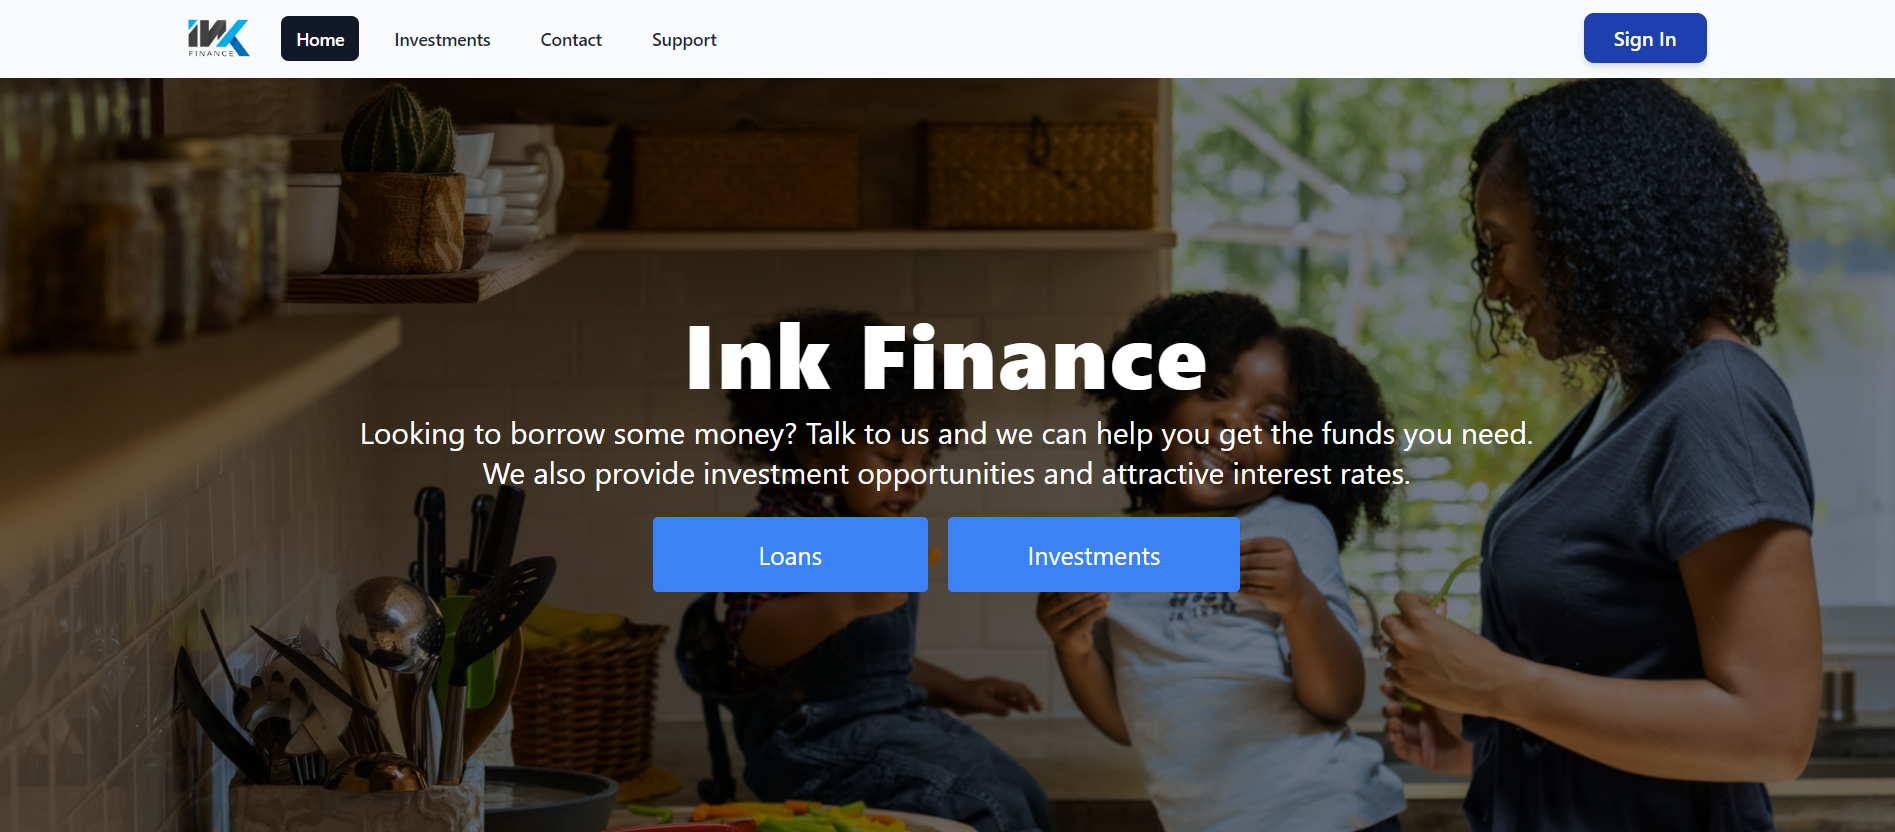 INK
FINANCE
Home
Investments
Contact
Support
Sign In
Ink Finance
Looking to borrow some money? Talk to us and we can help you get the funds you need.
We also provide investment opportunities and attractive interest rates.
Loans
Investments